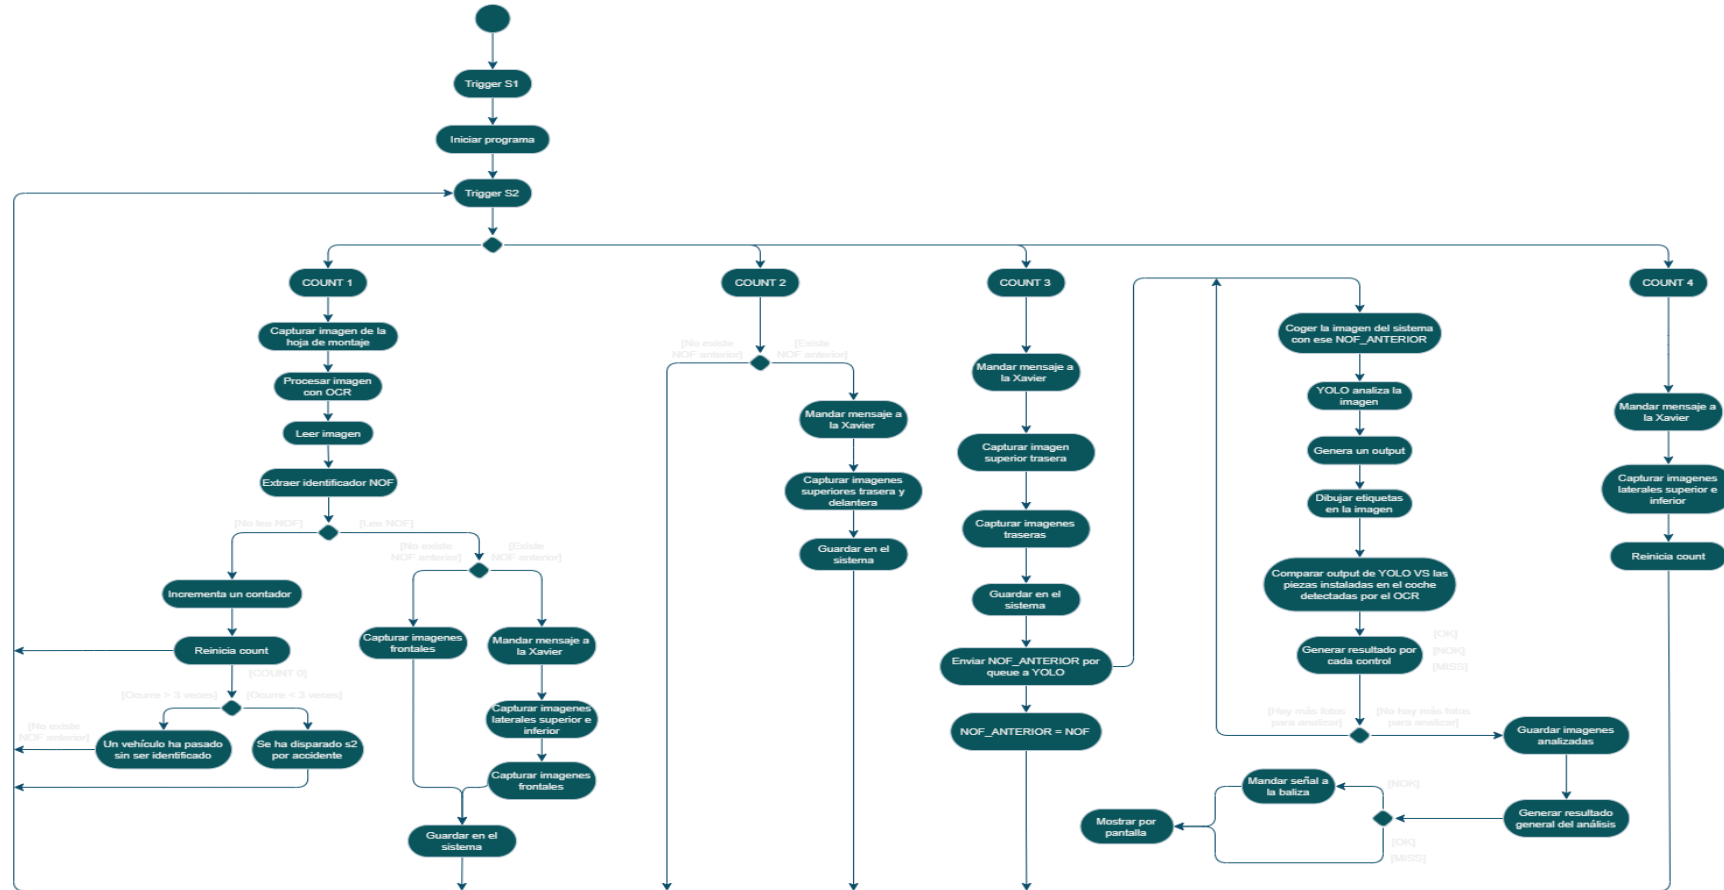 Trigger S1
Iniciar programa
Trigger S2
COUNT 1
Capturar imagen de la
hoja de montaje
Procesar imagen
con OCR
Leer imagen
Extraer identificador NOF
[No lee NOF]
[Lee NOF]
Incrementa un contador
Reinicia count
[COUNT 0]
[Ocurre > 3 veces]
[Ocurre < 3 veces]
[No existe
NOF anterior]
Un vehículo ha pasado
sin ser identificado
Se ha disparado s2
por accidente
[No existe
NOF anterior]
[Existe
NOF anterior]
Capturar imagenes
frontales
Mandar mensaje a
la Xavier
Capturar imagenes
laterales superior e
inferior
Capturar imagenes
frontales
Guardar en el
sistema
COUNT 2
[No existe
NOF anterior]
[Existe
NOF anterior]
Mandar mensaje a
la Xavier
Capturar imagenes
superiores trasera y
delantera
Guardar en el
sistema
COUNT 3
Mandar mensaje a
la Xavier
Capturar imagen
superior trasera
Capturar imagenes
traseras
Guardar en el
sistema
Enviar NOF_ANTERIOR por
queue a YOLO
NOF_ANTERIOR = NOF
Coger la imagen del sistema
con ese NOF_ANTERIOR
YOLO analiza la
imagen
Genera un output
Dibujar etiquetas
en la imagen
Comparar output de YOLO VS las
piezas instaladas en el coche
detectadas por el OCR
Generar resultado por
cada control
[OK]
[NOK]
[MISS]
[Hay más fotos
para analizar]
[No hay más fotos
para analizar]
Guardar imagenes
analizadas
Generar resultado
general del análisis
[NOK]
Mandar señal a
la baliza
[OK]
[MISS]
Mostrar por
pantalla
COUNT 4
Mandar mensaje a
la Xavier
Capturar imagenes
laterales superior e
inferior
Reinicia count